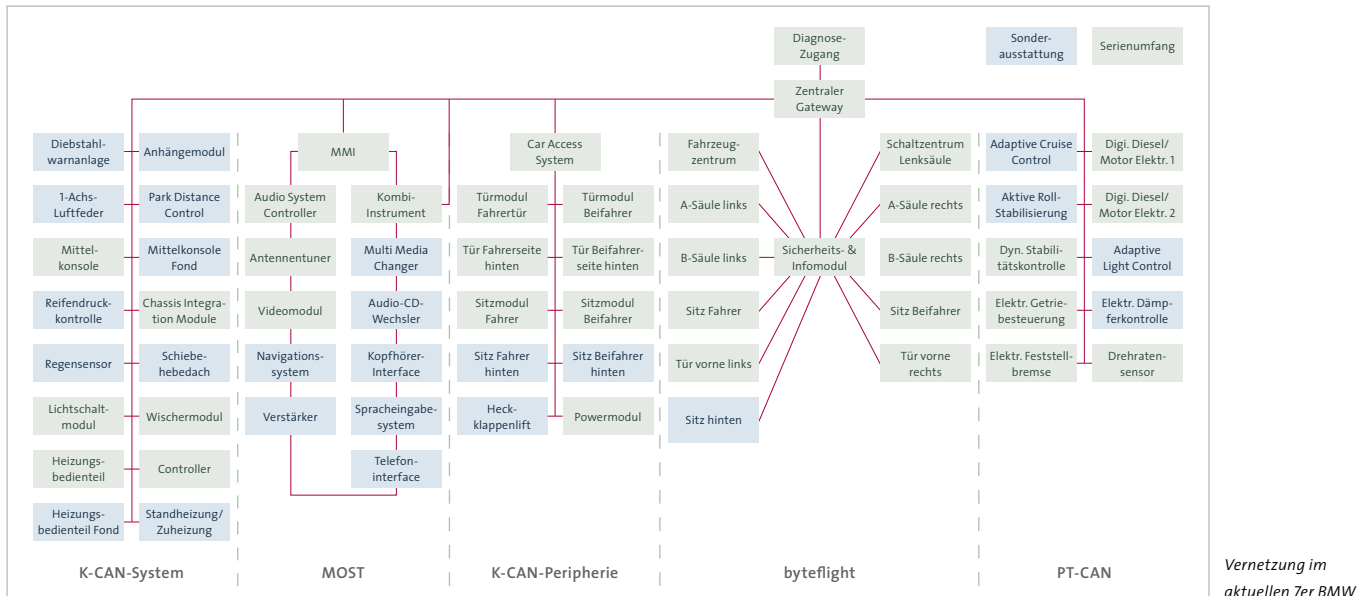 Diagnose-
Zugang
Sonder-
ausstattung
Serienumfang
Zentraler
Gateway
Diebstahl-
warnanlage
Anhängemodul
1-Achs-
Luftfeder
Park Distance
Control
Mittel-
konsole
Mittelkonsole
Fond
Reifendruck-
kontrolle
Chassis Integra-
tion Module
Regensensor
Schiebe-
hebedach
Lichtschalt-
modul
Wischermodul
Heizungs-
bedienteil
Controller
Heizungs-
bedienteil Fond
Standheizung/
Zuheizung
K-CAN-System
MMI
Audio System
Controller
Kombi-
Instrument
Antennentuner
Multi Media
Changer
Videomodul
Audio-CD-
Wechsler
Navigations-
system
Kopfhörer-
Interface
Verstärker
Spracheingabe-
system
Telefon-
interface
MOST
Car Access
System
Türmodul
Fahrertür
Türmodul
Beifahrer
Tür Fahrerseite
hinten
Tür Beifahrer-
seite hinten
Sitzmodul
Fahrer
Sitzmodul
Beifahrer
Sitz Fahrer
hinten
Sitz Beifahrer
hinten
Heck-
klappenlift
Powermodul
K-CAN-Peripherie
Fahrzeug-
zentrum
Schaltzentrum
Lenksäule
A-Säule links
A-Säule rechts
B-Säule links
Sicherheits- &
Infomodul
B-Säule rechts
Sitz Fahrer
Sitz Beifahrer
Tür vorne links
Tür vorne
rechts
Sitz hinten
byteflight
Adaptive Cruise
Control
Digi. Diesel/
Motor Elektr. 1
Aktive Roll-
Stabilisierung
Digi. Diesel/
Motor Elektr. 2
Dyn. Stabili-
tätskontrolle
Adaptive
Light Control
Elektr. Getrie-
besteuerung
Elektr. Dämp-
ferkontrolle
Elektr. Feststell-
bremse
Drehraten-
sensor
PT-CAN
Vernetzung im
aktuellen 7er BMW